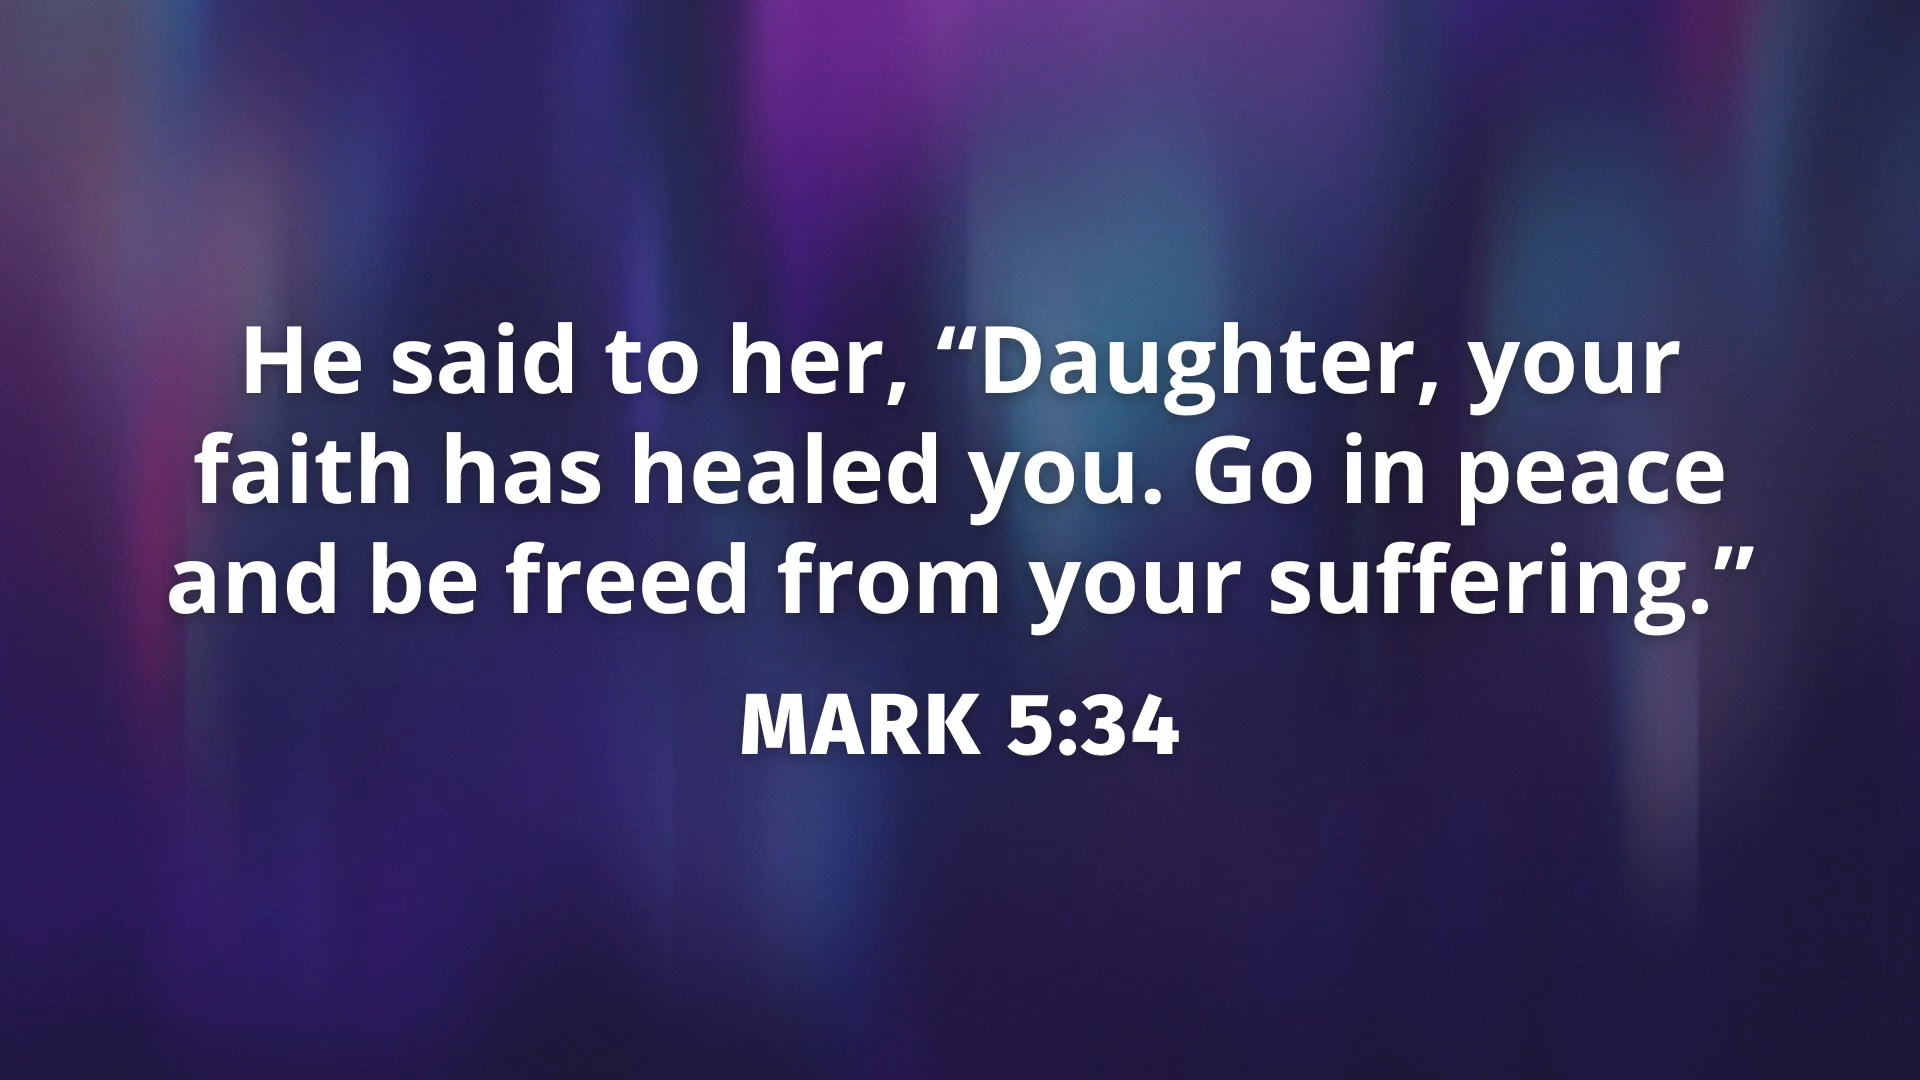 He said to her, “Daughter, your
faith has healed you. Go in peace
and be freed from your suffering.”
MARK 5:34